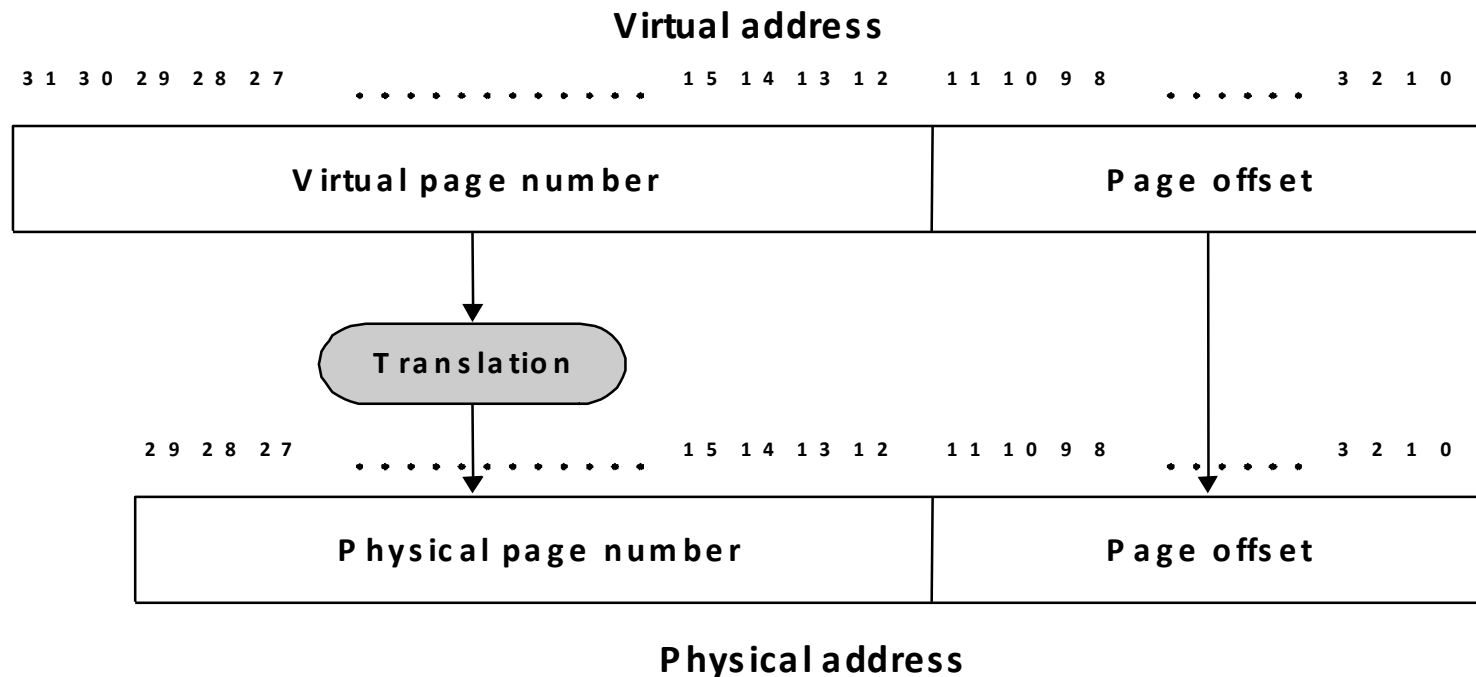 Virtual address
31 30 29 28 27 ............ 15 14 13 12 11 10 9 8 ...... 3 2 1 0
Virtual page number Page offset
Translation
29 28 27 ............ 15 14 13 12 11 10 9 8 ...... 3 2 1 0
Physical page number Page offset
Physical address